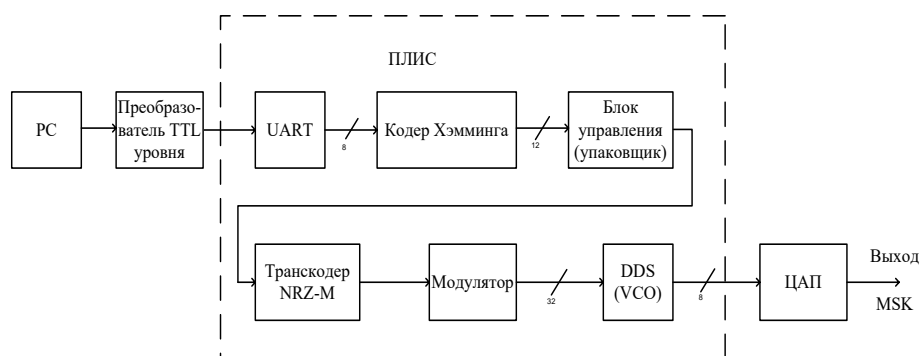 ПЛИС
PC
Преобразо-
ватель TTL
уровня
UART
8
Кодер Хэмминга
12
Блок
управления
(упаковщик)
Транскодер
NRZ-M
Модулятор
32
DDS
(VCO)
8
ЦАП
Выход
MSK